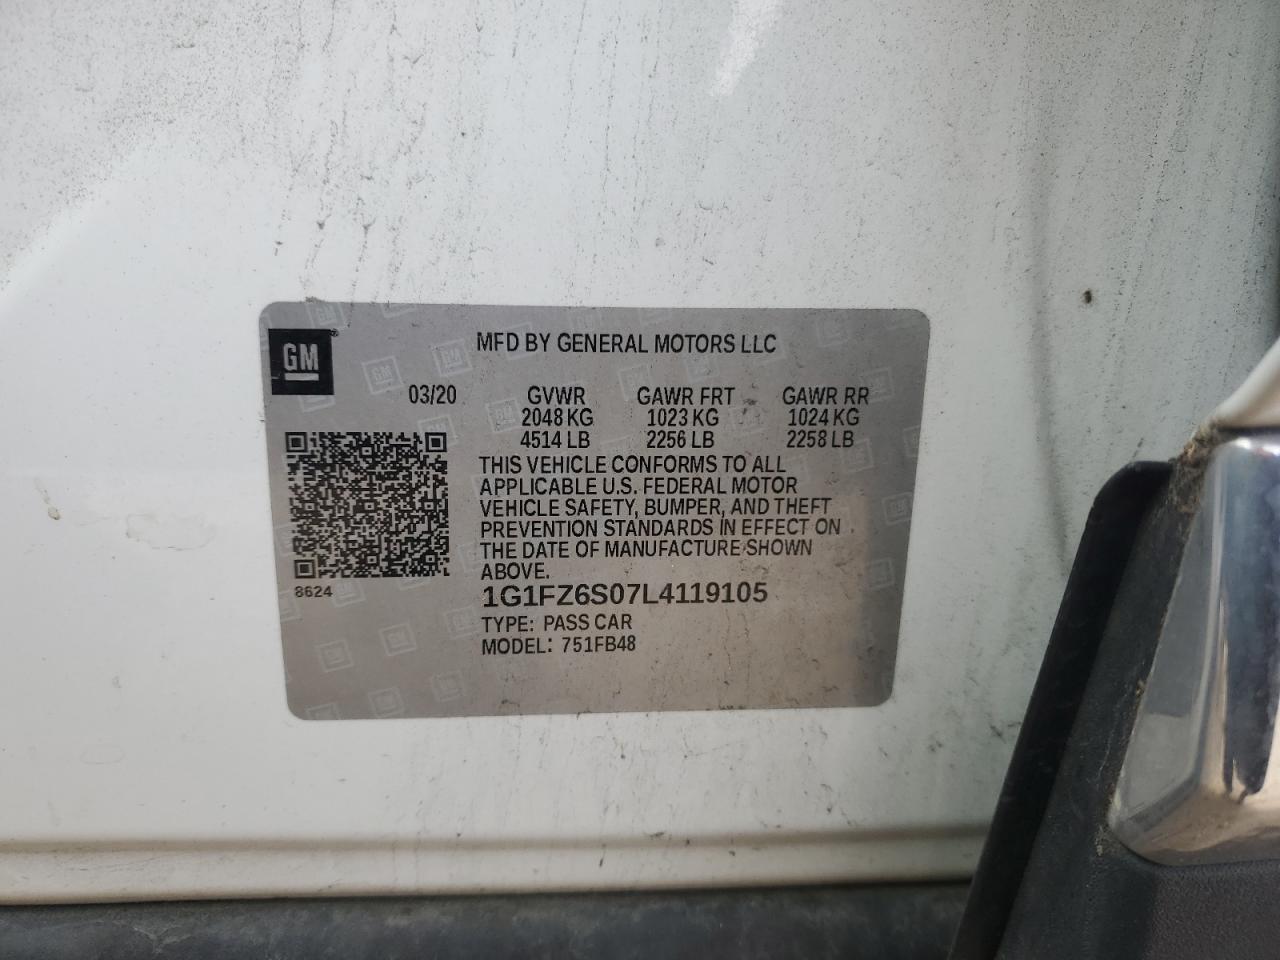 GM
MFD BY GENERAL MOTORS LLC
03/20 GVWR GAWR FRT GAWR RR
2048 KG 1023 KG 1024 KG
4514 LB 2256 LB 2258 LB
THIS VEHICLE CONFORMS TO ALL
APPLICABLE U.S. FEDERAL MOTOR
VEHICLE SAFETY, BUMPER, AND THEFT
PREVENTION STANDARDS IN EFFECT ON
THE DATE OF MANUFACTURE SHOWN
ABOVE.
8624
1G1FZ6S07L4119105
TYPE: PASS CAR
MODEL: 751FB48